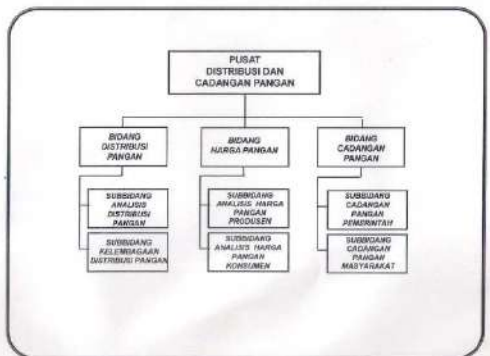 PUSAT
DISTRIBUSI DAN
CADANGAN PANGAN
BIDANG
DISTRIBUSI
PANGAN
BIDANG
HARGA PANGAN
BIDANG
CADANGAN
PANGAN
SUBBIDANG
ANALISIS
DISTRIBUSI
PANGAN
SUBBIDANG
KELEMBAGAAN
DISTRIBUSI PANGAN
SUBBIDANG
ANALISIS HARGA
PANGAN
PRODUSEN
SUBBIDANG
ANALISIS HARGA
PANGAN
KONSUMEN
SUBBIDANG
CADANGAN
PANGAN
PEMERINTAH
SUBBIDANG
CADANGAN
PANGAN
MASYARAKAT